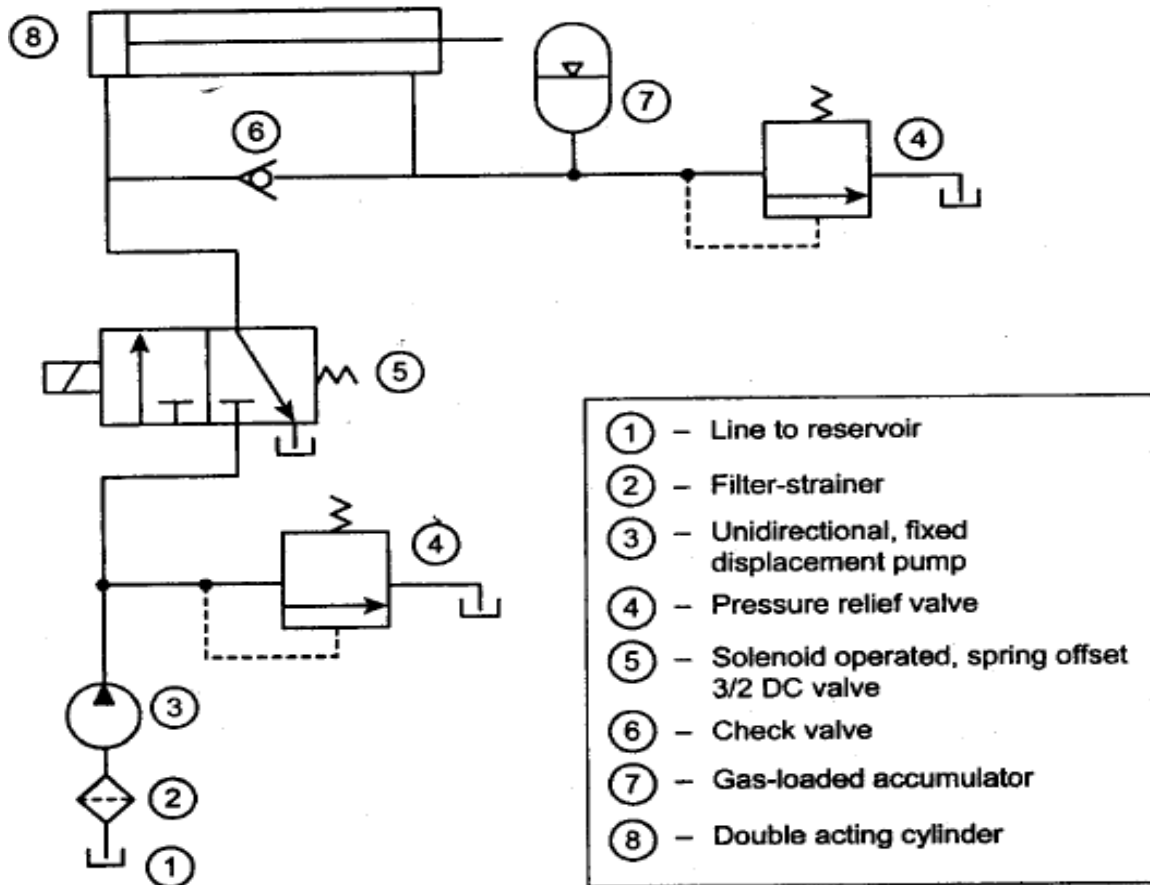 8
6
7
4
5
4
3
2
1
1 – Line to reservoir
2 – Filter-strainer
3 – Unidirectional, fixed
displacement pump
4 – Pressure relief valve
5 – Solenoid operated, spring offset
3/2 DC valve
6 – Check valve
7 – Gas-loaded accumulator
8 – Double acting cylinder